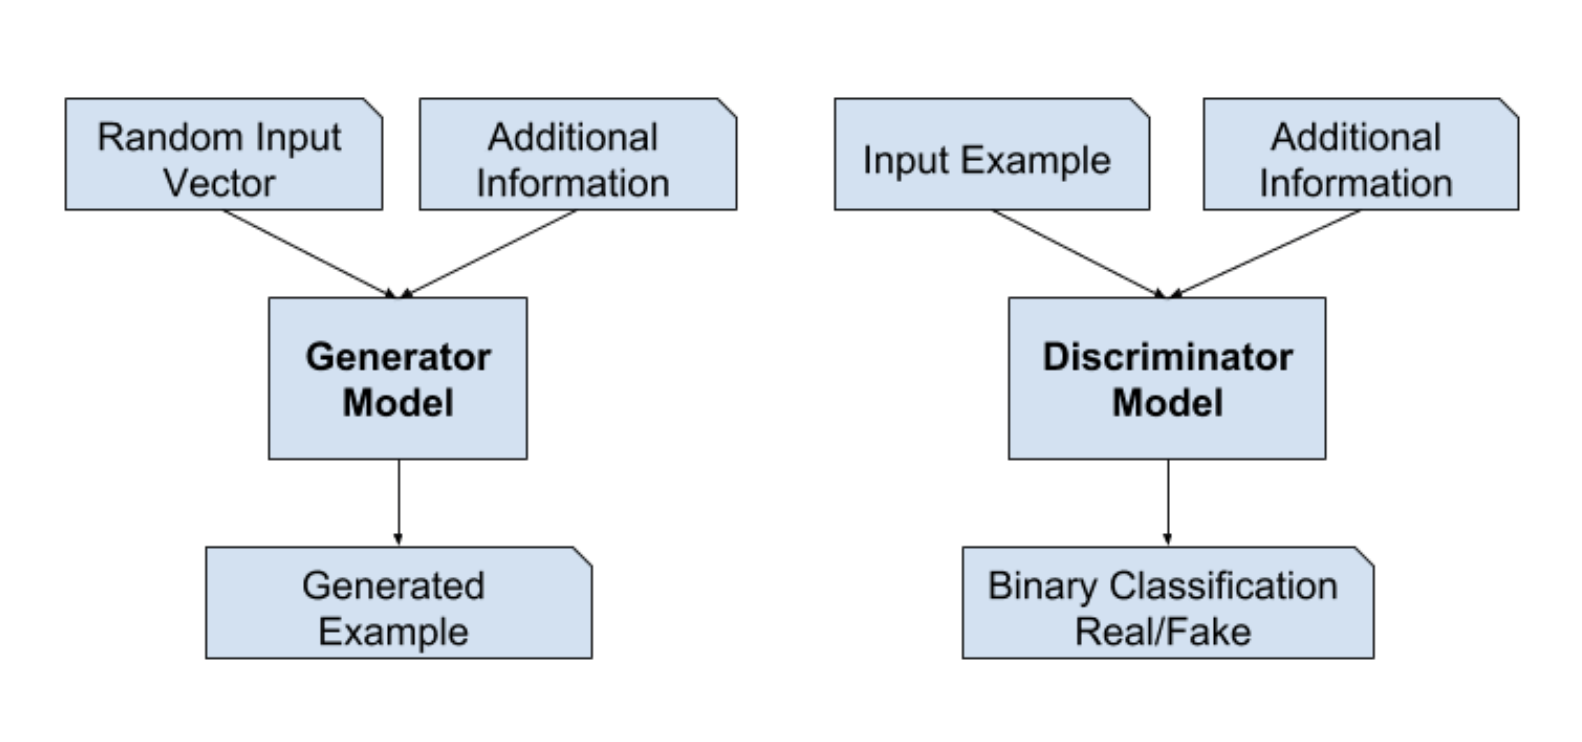 Random Input
Vector
Additional
Information
Input Example
Additional
Information
Generator
Model
Discriminator
Model
Generated
Example
Binary Classification
Real/Fake